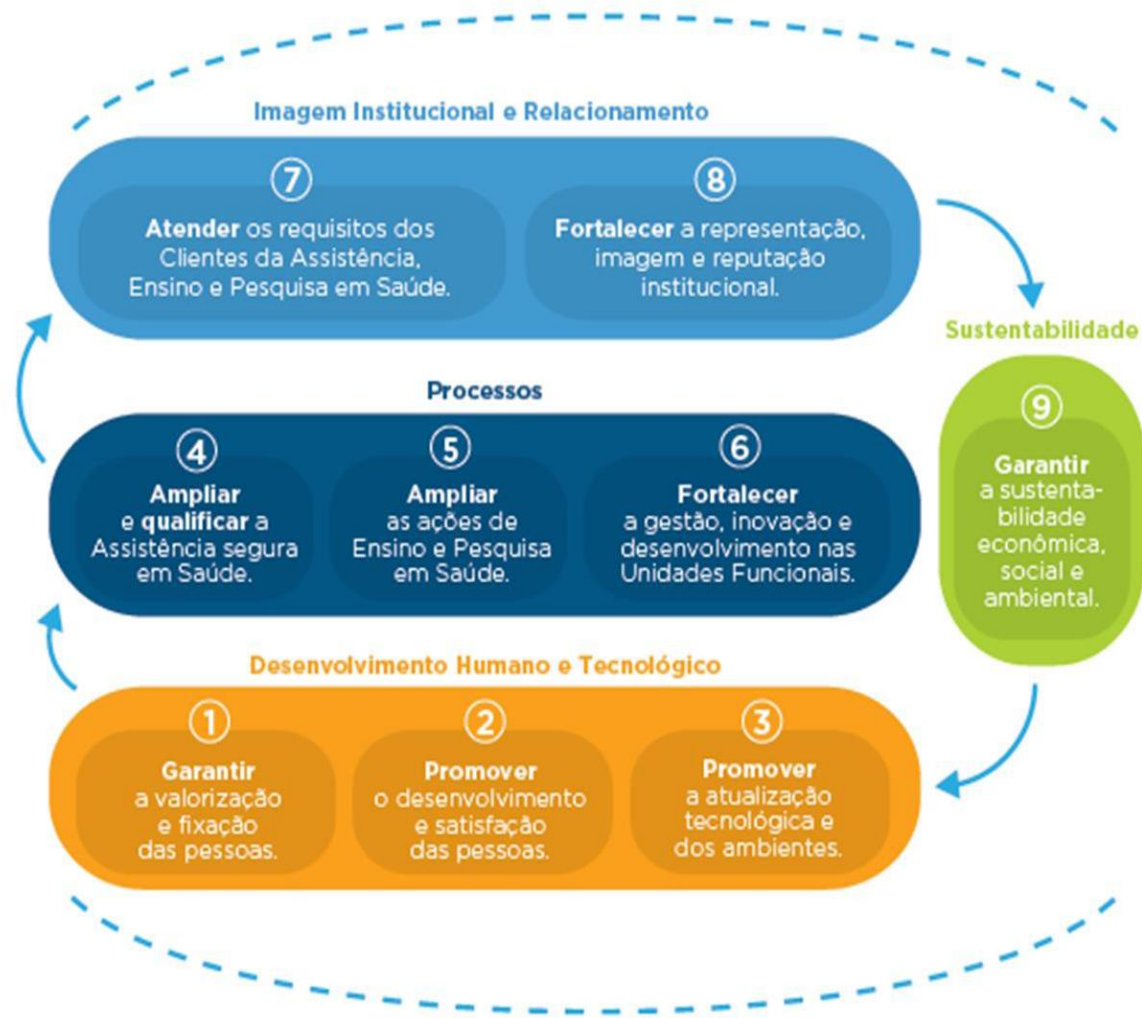 Imagem Institucional e Relacionamento
7
Atender os requisitos dos
Clientes da Assistência,
Ensino e Pesquisa em Saúde.
8
Fortalecer a representação,
imagem e reputação
institucional.
Sustentabilidade
9
Garantir
a sustenta-
bilidade
econômica,
social e
ambiental.
Processos
4
Ampliar
e qualificar a
Assistência segura
em Saúde.
5
Ampliar
as ações de
Ensino e Pesquisa
em Saúde.
6
Fortalecer
a gestão, inovação e
desenvolvimento nas
Unidades Funcionais.
Desenvolvimento Humano e Tecnológico
1
Garantir
a valorização
e fixação
das pessoas.
2
Promover
o desenvolvimento
e satisfação
das pessoas.
3
Promover
a atualização
tecnológica e
dos ambientes.